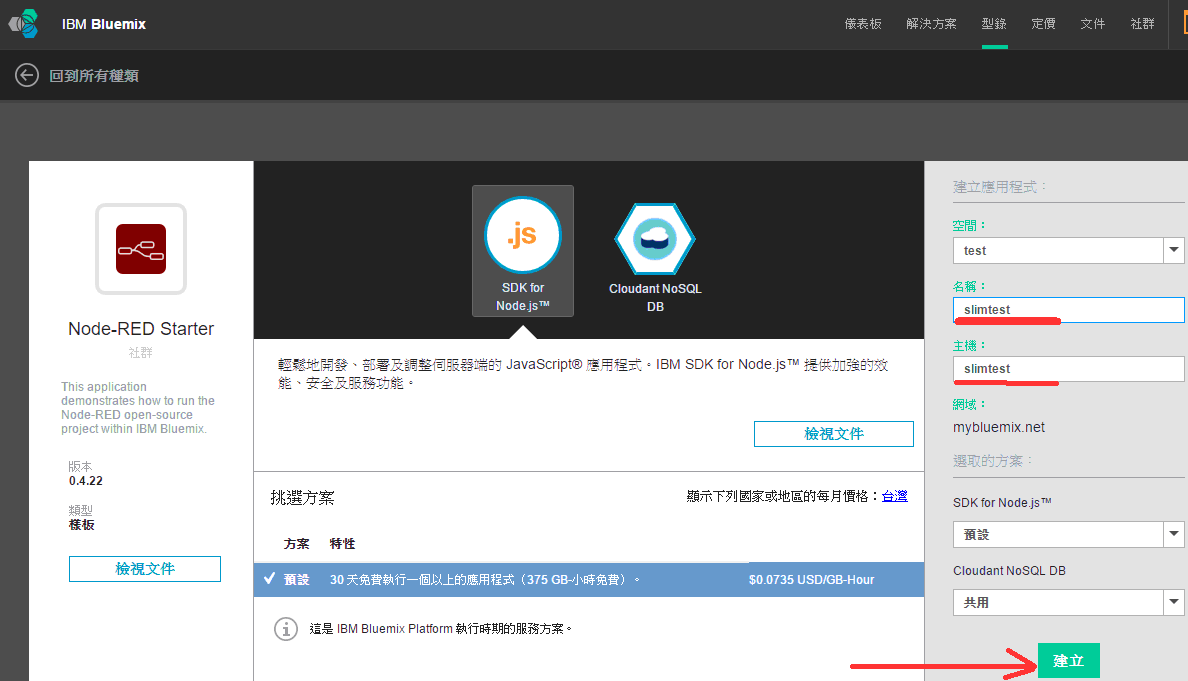 IBM Bluemix
儀表板 解決方案 型錄 定價 文件 社群
回到所有種類
Node-RED Starter
社群
This application
demonstrates how to run the
Node-RED open-source
project within IBM Bluemix.
版本
0.4.22
類型
樣板
檢視文件
.js
SDK for
Node.js™
Cloudant NoSQL
DB
輕鬆地開發、部署及調整伺服器端的 JavaScript® 應用程式。IBM SDK for Node.js™ 提供加強的效
能、安全及服務功能。
檢視文件
挑選方案
顯示下列國家或地區的每月價格：台灣
方案 特性
預設 30 天免費執行一個以上的應用程式（375 GB-小時免費）。 $0.0735 USD/GB-Hour
這是 IBM Bluemix Platform 執行時期的服務方案。
建立應用程式：
空間：
test
名稱：
slimtest
主機：
slimtest
網域：
mybluemix.net
選取的方案：
SDK for Node.js™
預設
Cloudant NoSQL DB
共用
建立